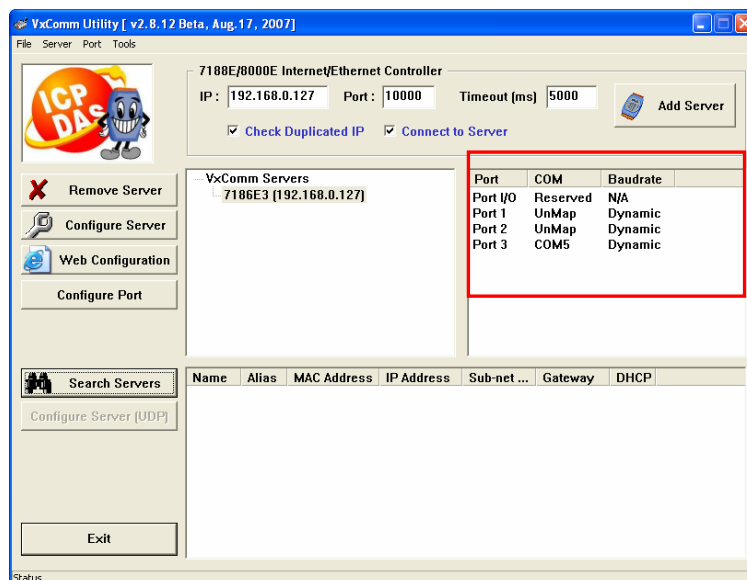 VxComm Utility [ v2.8.12 Beta, Aug.17, 2007]
File Server Port Tools
ICP DAS
7188E/8000E Internet/Ethernet Controller
IP : 192.168.0.127 Port : 10000 Timeout (ms) 5000 Add Server
Check Duplicated IP Connect to Server
Remove Server
Configure Server
Web Configuration
Configure Port
VxComm Servers
7186E3 (192.168.0.127)
Port COM Baudrate
Port I/O Reserved N/A
Port 1 UnMap Dynamic
Port 2 UnMap Dynamic
Port 3 COM5 Dynamic
Search Servers
Configure Server (UDP)
Name Alias MAC Address IP Address Sub-net ... Gateway DHCP
Exit
Status